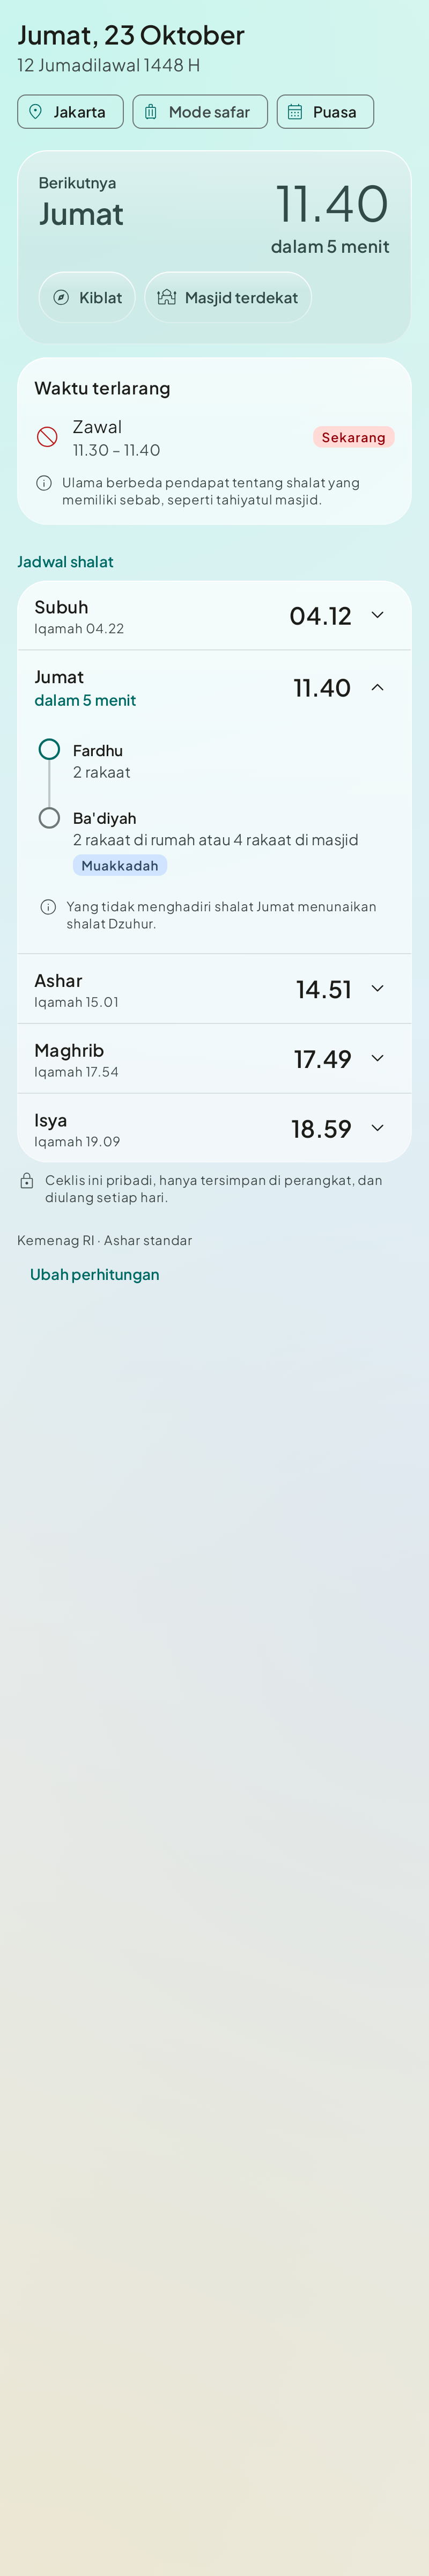 Jumat, 23 Oktober
12 Jumadilawal 1448 H
Jakarta
Mode safar
Puasa
Berikutnya
Jumat
11.40
dalam 5 menit
Kiblat
Masjid terdekat
Waktu terlarang
Zawal
11.30 – 11.40
Sekarang
Ulama berbeda pendapat tentang shalat yang
memiliki sebab, seperti tahiyatul masjid.
Jadwal shalat
Subuh
Iqamah 04.22
04.12
Jumat
dalam 5 menit
11.40
Fardhu
2 rakaat
Ba'diyah
2 rakaat di rumah atau 4 rakaat di masjid
Muakkadah
Yang tidak menghadiri shalat Jumat menunaikan
shalat Dzuhur.
Ashar
Iqamah 15.01
14.51
Maghrib
Iqamah 17.54
17.49
Isya
Iqamah 19.09
18.59
Ceklis ini pribadi, hanya tersimpan di perangkat, dan
diulang setiap hari.
Kemenag RI · Ashar standar
Ubah perhitungan